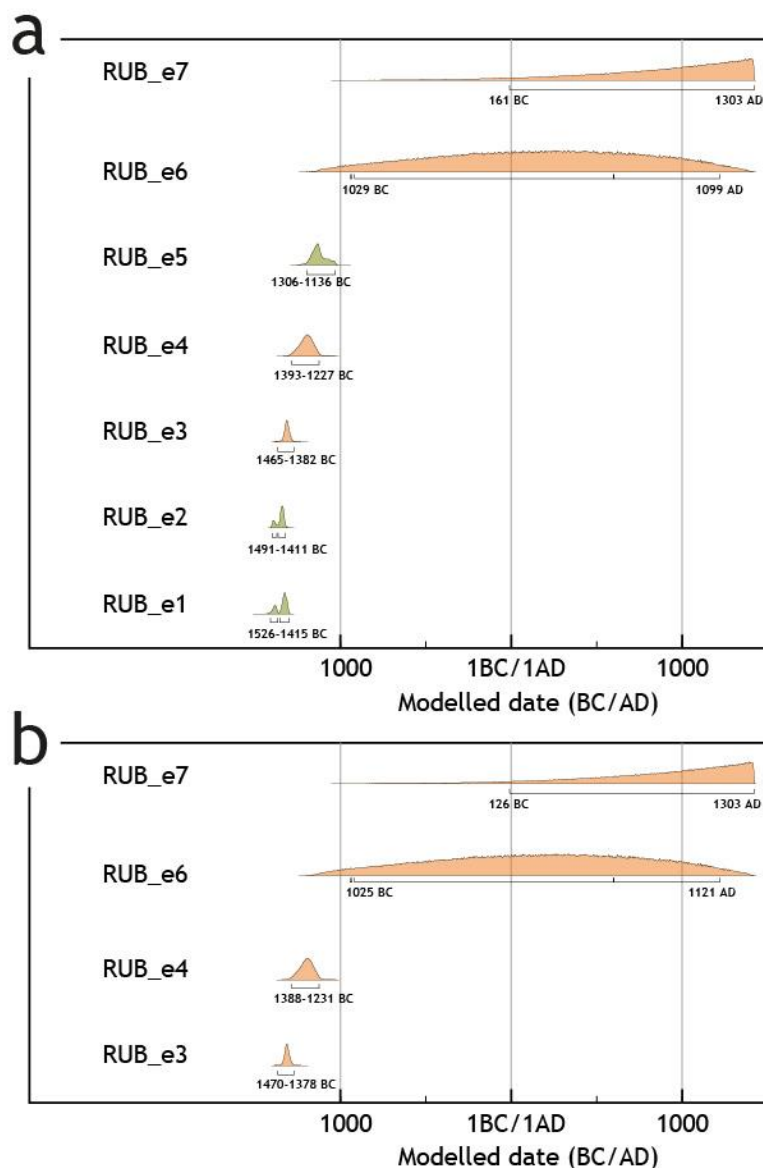 a
RUB_e7
161 BC 1303 AD
RUB_e6
1029 BC 1099 AD
RUB_e5
1306-1136 BC
RUB_e4
1393-1227 BC
RUB_e3
1465-1382 BC
RUB_e2
1491-1411 BC
RUB_e1
1526-1415 BC
1000 1BC/1AD 1000
Modelled date (BC/AD)
b
RUB_e7
126 BC 1303 AD
RUB_e6
1025 BC 1121 AD
RUB_e4
1388-1231 BC
RUB_e3
1470-1378 BC
1000 1BC/1AD 1000
Modelled date (BC/AD)